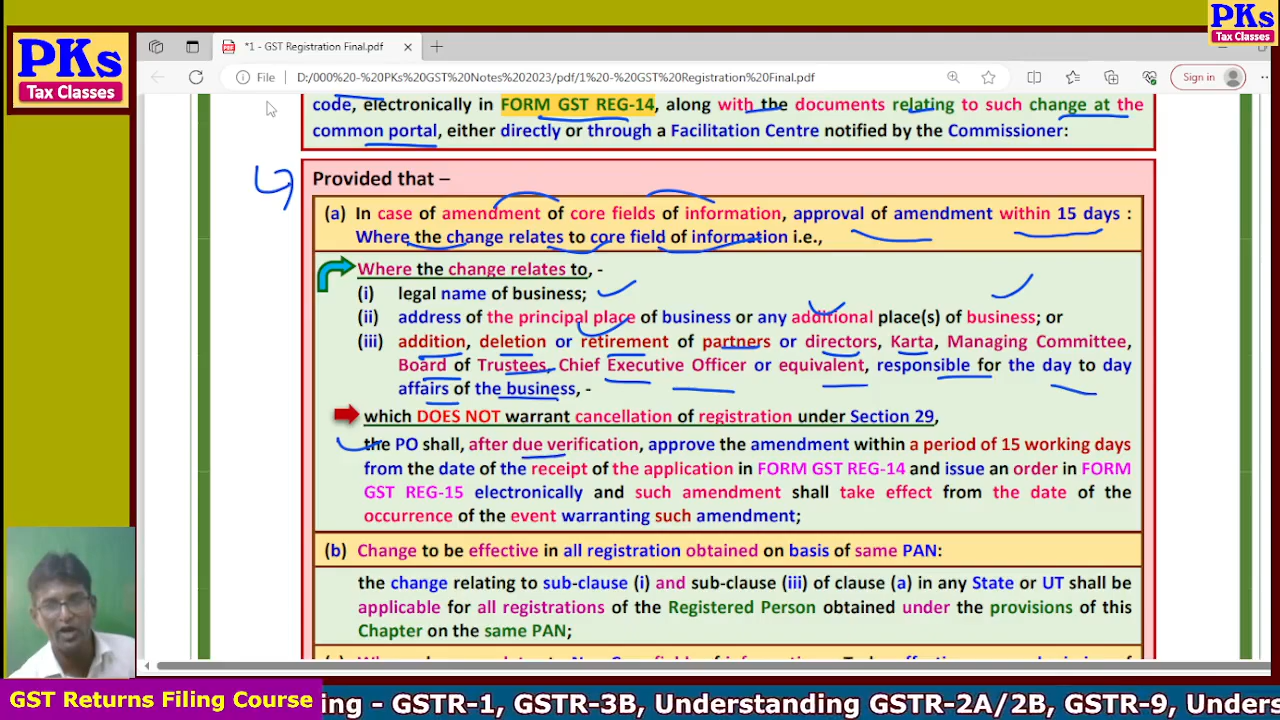 PKs
Tax Classes
PKs
Tax Classes
*1 - GST Registration Final.pdf
File
D:/000%20-%20PKs%20GST%20Notes%202023/pdf/1%20-%20GST%20Registration%20Final.pdf
Sign in
code, electronically in FORM GST REG-14, along with the documents relating to such change at the
common portal, either directly or through a Facilitation Centre notified by the Commissioner:
Provided that –
(a) In case of amendment of core fields of information, approval of amendment within 15 days :
Where the change relates to core field of information i.e.,
Where the change relates to, -
(i) legal name of business;
(ii) address of the principal place of business or any additional place(s) of business; or
(iii) addition, deletion or retirement of partners or directors, Karta, Managing Committee,
Board of Trustees, Chief Executive Officer or equivalent, responsible for the day to day
affairs of the business, -
which DOES NOT warrant cancellation of registration under Section 29,
the PO shall, after due verification, approve the amendment within a period of 15 working days
from the date of the receipt of the application in FORM GST REG-14 and issue an order in FORM
GST REG-15 electronically and such amendment shall take effect from the date of the
occurrence of the event warranting such amendment;
(b) Change to be effective in all registration obtained on basis of same PAN:
the change relating to sub-clause (i) and sub-clause (iii) of clause (a) in any State or UT shall be
applicable for all registrations of the Registered Person obtained under the provisions of this
Chapter on the same PAN;
GST Returns Filing Course
ing - GSTR-1, GSTR-3B, Understanding GSTR-2A/2B, GSTR-9, Unders